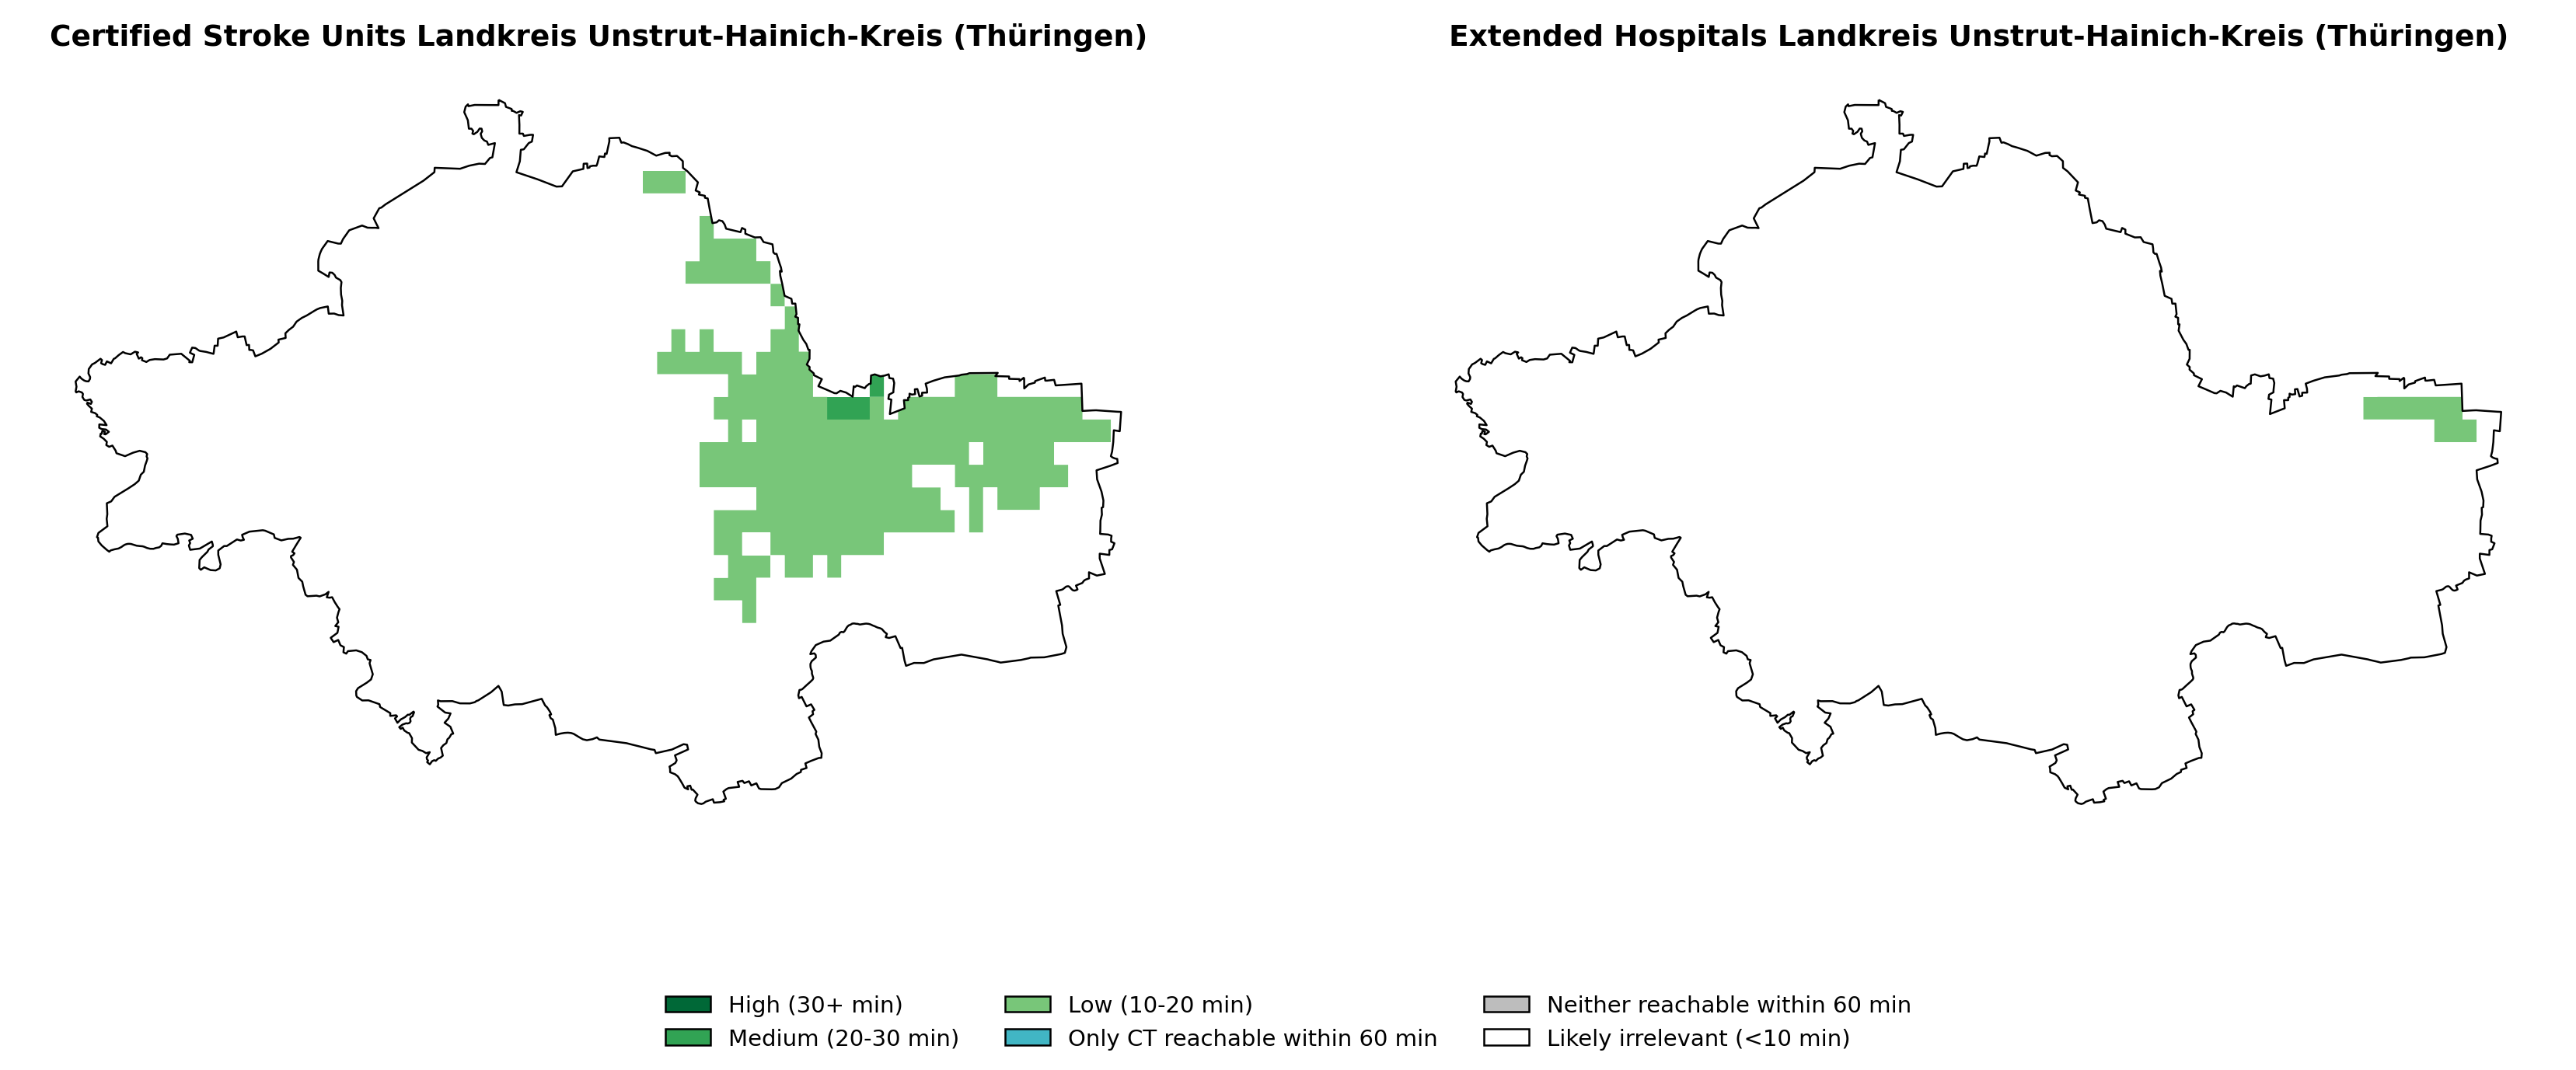 Certified Stroke Units Landkreis Unstrut-Hainich-Kreis (Thüringen)
Extended Hospitals Landkreis Unstrut-Hainich-Kreis (Thüringen)
High (30+ min)
Medium (20-30 min)
Low (10-20 min)
Only CT reachable within 60 min
Neither reachable within 60 min
Likely irrelevant (<10 min)